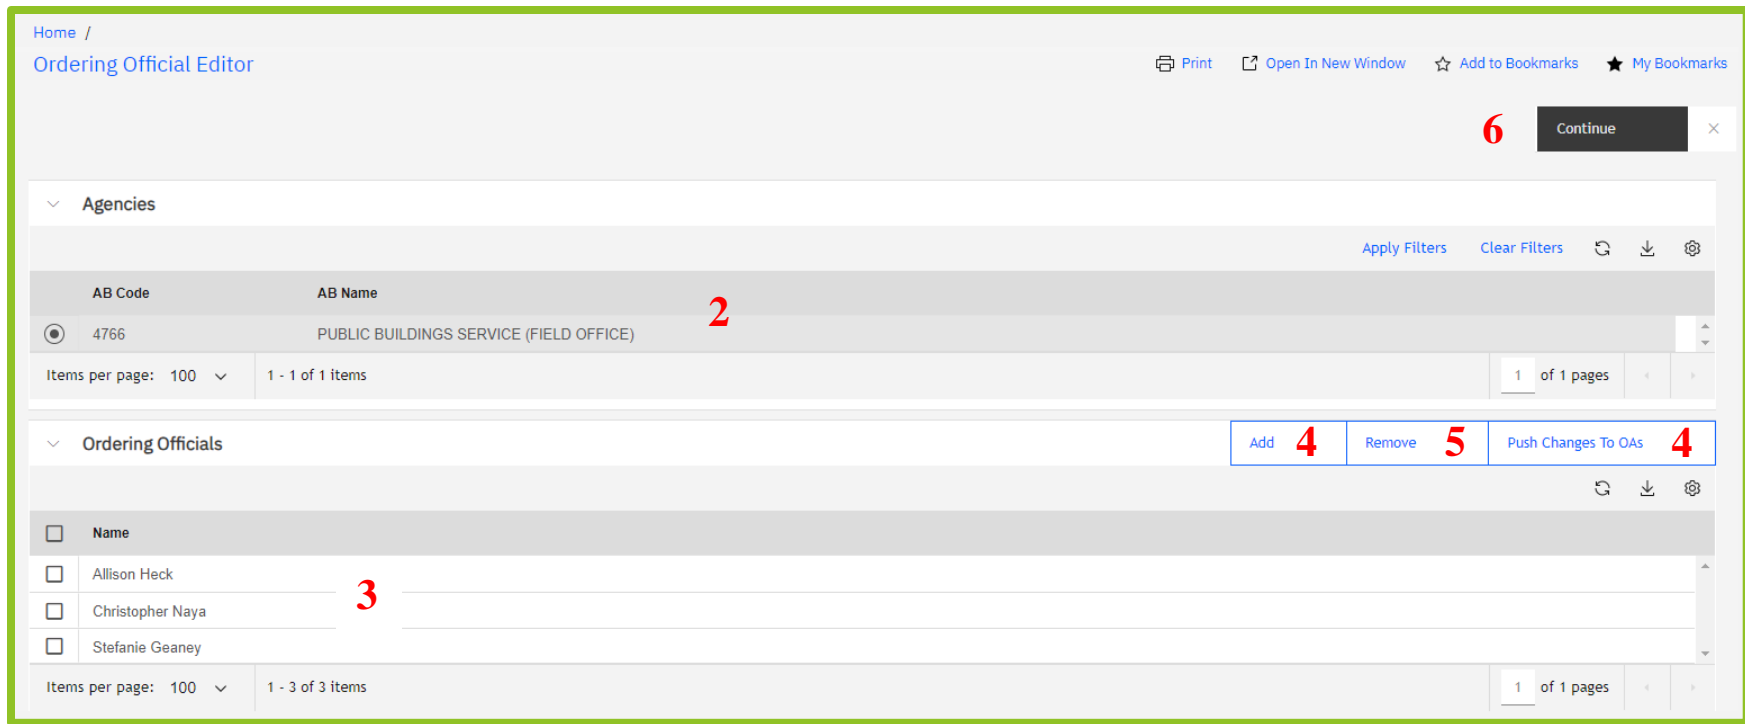 Home /
Ordering Official Editor
Print Open In New Window Add to Bookmarks My Bookmarks
6 Continue
Agencies
Apply Filters Clear Filters
AB Code AB Name
2
4766 PUBLIC BUILDINGS SERVICE (FIELD OFFICE)
Items per page: 100 1 - 1 of 1 items 1 of 1 pages
Ordering Officials Add 4 Remove 5 Push Changes To OAs 4
Name
Allison Heck
3
Christopher Naya
Stefanie Geaney
Items per page: 100 1 - 3 of 3 items 1 of 1 pages